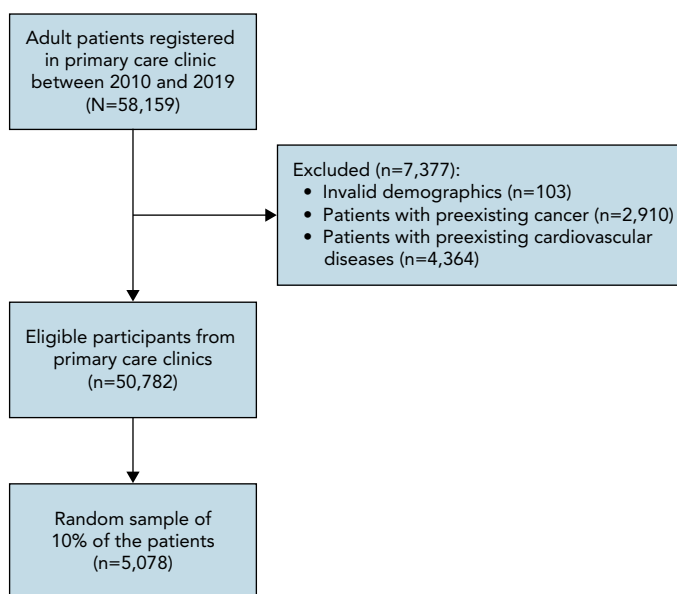 Adult patients registered
in primary care clinic
between 2010 and 2019
(N=58,159)
Excluded (n=7,377):
• Invalid demographics (n=103)
• Patients with preexisting cancer (n=2,910)
• Patients with preexisting cardiovascular
diseases (n=4,364)
Eligible participants from
primary care clinics
(n=50,782)
Random sample of
10% of the patients
(n=5,078)